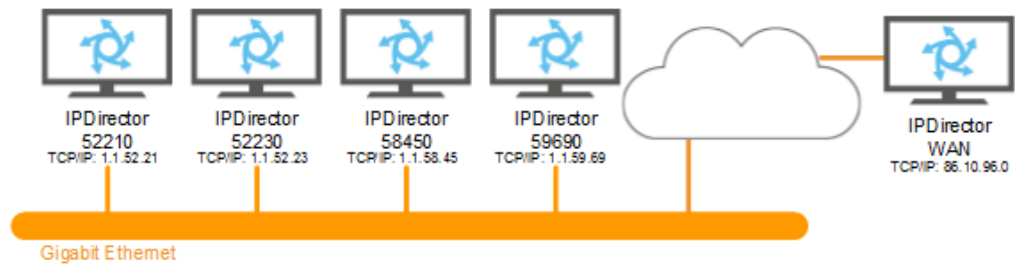 IPDirector
52210
TCP/IP: 1.1.52.21
IPDirector
52230
TCP/IP: 1.1.52.23
IPDirector
58450
TCP/IP: 1.1.58.45
IPDirector
59690
TCP/IP: 1.1.59.69
IPDirector
WAN
TCP/IP: 86.10.96.0
Gigabit Ethernet